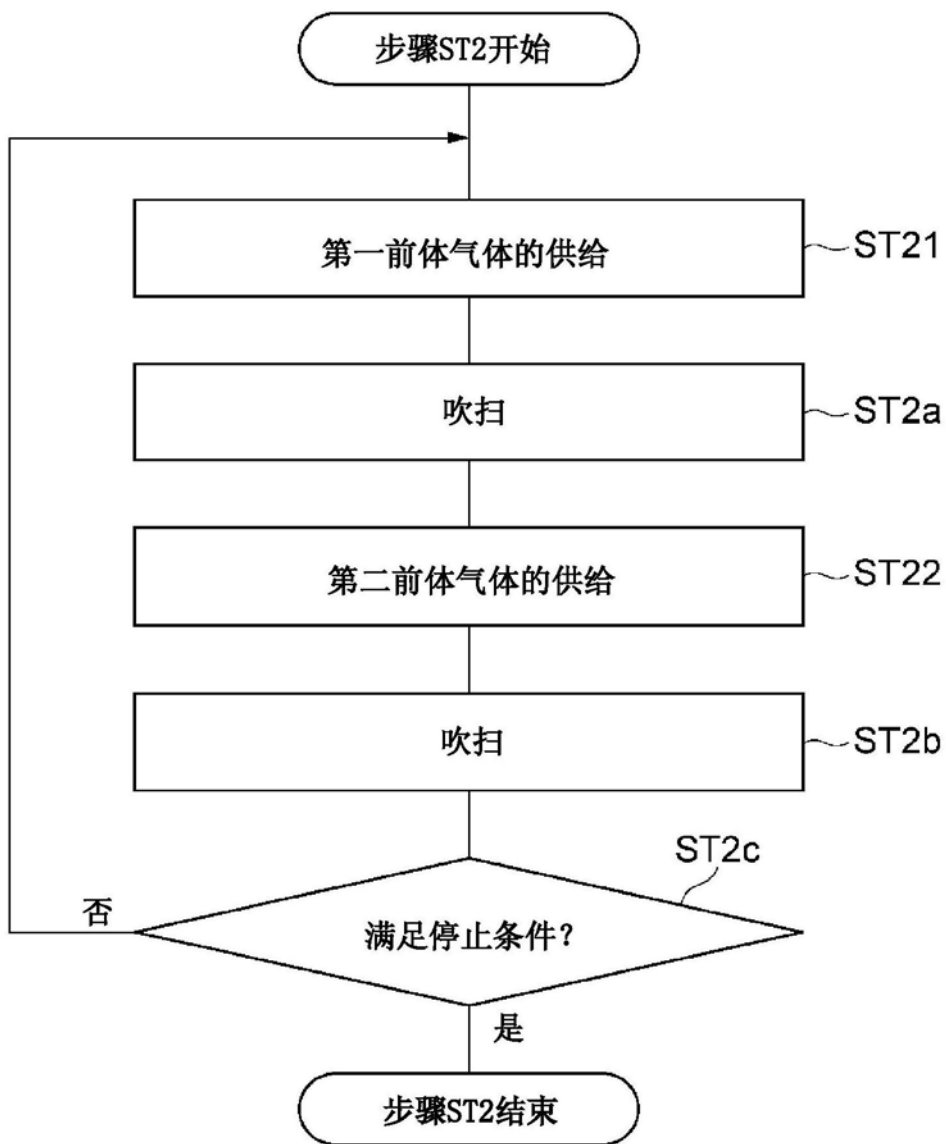 步骤ST2开始
第一前体气体的供给
ST21
吹扫
ST2a
第二前体气体的供给
ST22
吹扫
ST2b
ST2c
满足停止条件?
否
是
步骤ST2结束